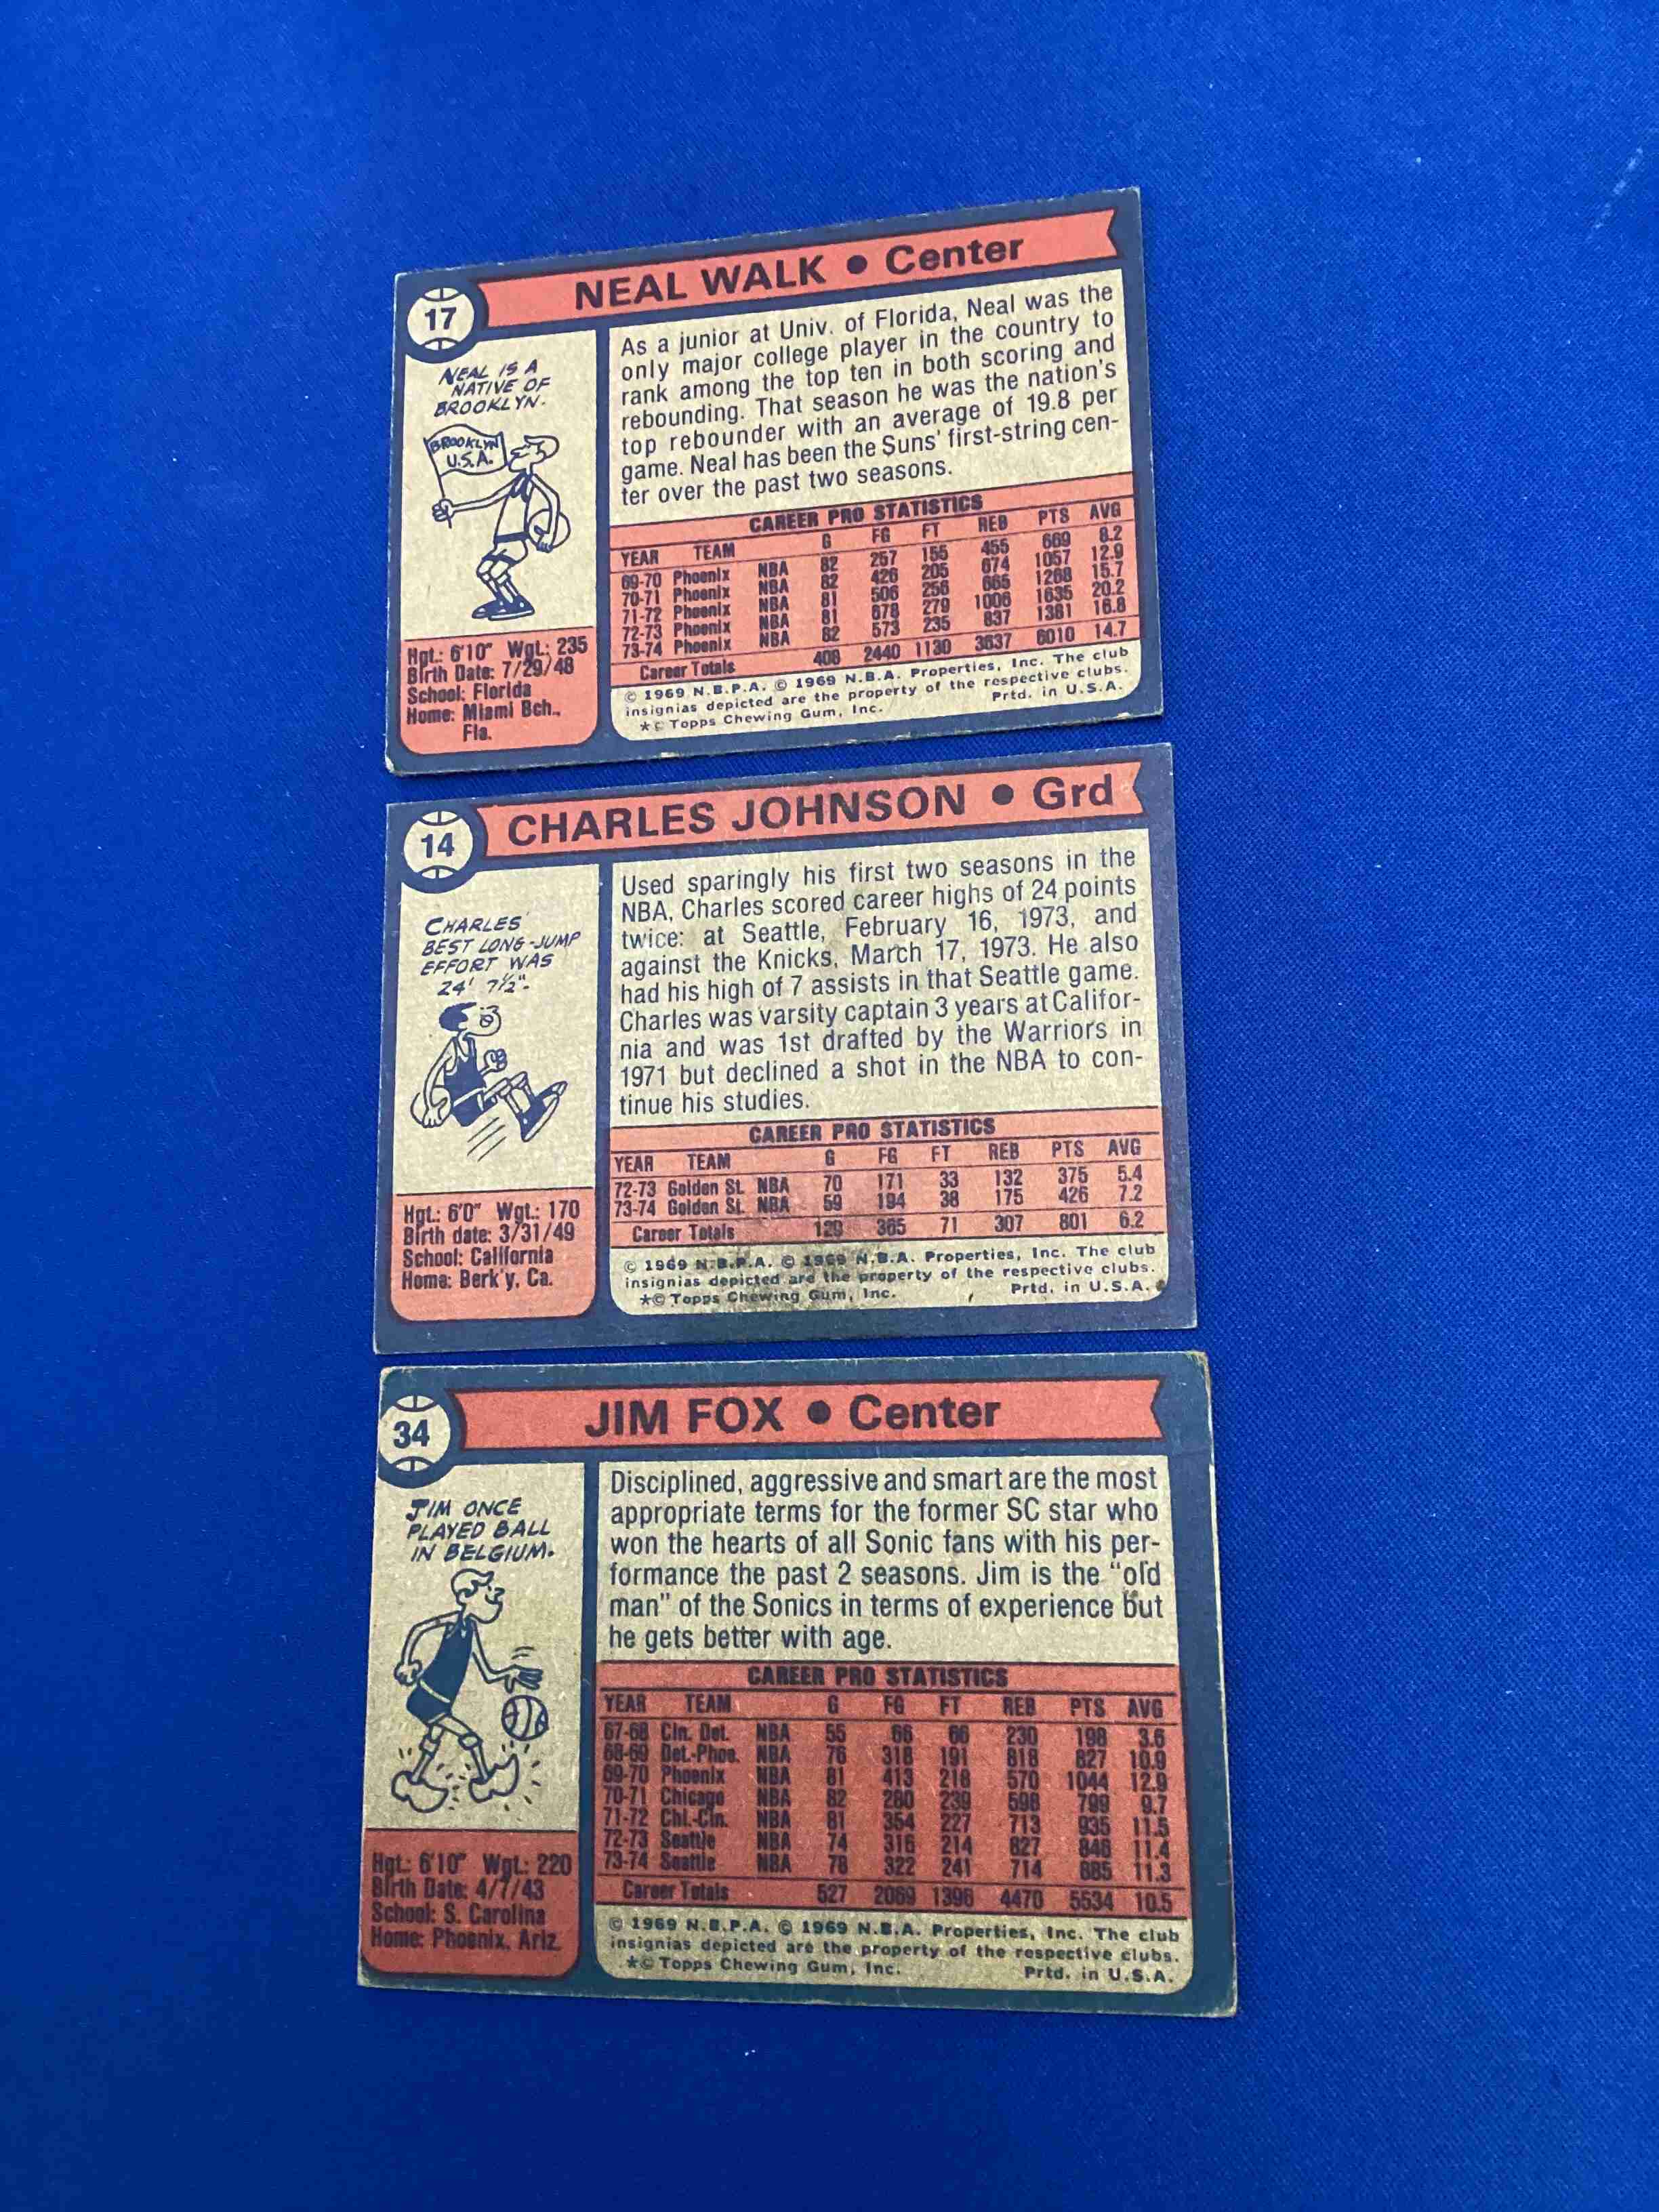 17
NEAL WALK • Center
NEAL IS A
NATIVE OF
BROOKLYN.
BROOKLYN
U.S.A.
As a junior at Univ. of Florida, Neal was the
only major college player in the country to
rank among the top ten in both scoring and
rebounding. That season he was the nation's
top rebounder with an average of 19.8 per
game. Neal has been the Suns' first-string cen-
ter over the past two seasons.
CAREER PRO STATISTICS
YEAR TEAM G FG FT REB PTS AVG
69-70 Phoenix NBA 82 257 155 455 669 8.2
70-71 Phoenix NBA 82 426 205 674 1057 12.9
71-72 Phoenix NBA 81 506 256 665 1268 15.7
72-73 Phoenix NBA 81 678 279 1006 1635 20.2
73-74 Phoenix NBA 82 573 235 837 1381 16.8
Career Totals 408 2440 1130 3637 6010 14.7
Hgt.: 6'10" Wgt.: 235
Birth Date: 7/29/48
School: Florida
Home: Miami Bch.,
Fla.
© 1969 N.B.P.A. © 1969 N.B.A. Properties, Inc. The club
insignias depicted are the property of the respective clubs.
★© Topps Chewing Gum, Inc. Prtd. in U.S.A.
14
CHARLES JOHNSON • Grd
CHARLES'
BEST LONG-JUMP
EFFORT WAS
24' 7½".
Used sparingly his first two seasons in the
NBA, Charles scored career highs of 24 points
twice: at Seattle, February 16, 1973, and
against the Knicks, March 17, 1973. He also
had his high of 7 assists in that Seattle game.
Charles was varsity captain 3 years at Califor-
nia and was 1st drafted by the Warriors in
1971 but declined a shot in the NBA to con-
tinue his studies.
CAREER PRO STATISTICS
YEAR TEAM G FG FT REB PTS AVG
72-73 Golden St. NBA 70 171 33 132 375 5.4
73-74 Golden St. NBA 59 194 38 175 426 7.2
Career Totals 129 365 71 307 801 6.2
Hgt.: 6'0" Wgt.: 170
Birth date: 3/31/49
School: California
Home: Berk'y, Ca.
© 1969 N.B.P.A. © 1969 N.B.A. Properties, Inc. The club
insignias depicted are the property of the respective clubs.
★© Topps Chewing Gum, Inc. Prtd. in U.S.A.
34
JIM FOX • Center
JIM ONCE
PLAYED BALL
IN BELGIUM.
Disciplined, aggressive and smart are the most
appropriate terms for the former SC star who
won the hearts of all Sonic fans with his per-
formance the past 2 seasons. Jim is the "old
man" of the Sonics in terms of experience but
he gets better with age.
CAREER PRO STATISTICS
YEAR TEAM G FG FT REB PTS AVG
67-68 Cin. Det. NBA 55 66 66 230 198 3.6
68-69 Det.-Phoe. NBA 76 318 191 818 827 10.9
69-70 Phoenix NBA 81 413 218 570 1044 12.9
70-71 Chicago NBA 82 280 239 598 799 9.7
71-72 Chi.-Cin. NBA 81 354 227 713 935 11.5
72-73 Seattle NBA 74 316 214 827 846 11.4
73-74 Seattle NBA 78 322 241 714 885 11.3
Career Totals 527 2069 1396 4470 5534 10.5
Hgt.: 6'10" Wgt.: 220
Birth Date: 4/7/43
School: S. Carolina
Home: Phoenix, Ariz.
© 1969 N.B.P.A. © 1969 N.B.A. Properties, Inc. The club
insignias depicted are the property of the respective clubs.
★© Topps Chewing Gum, Inc. Prtd. in U.S.A.